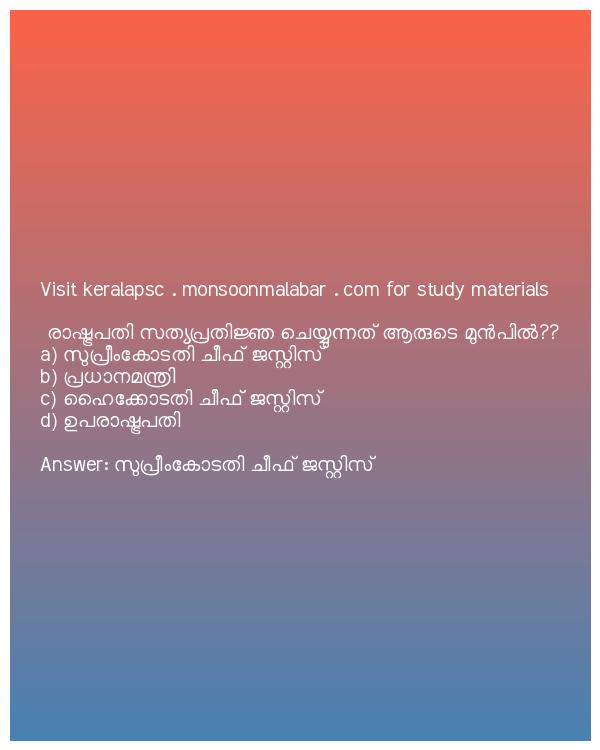 Visit keralapsc . monsoonmalabar . com for study materials
രാഷ്ട്രപതി സത്യപ്രതിജ്ഞ ചെയ്യുന്നത് ആരുടെ മുൻപിൽ??
a) സുപ്രീംകോടതി ചീഫ് ജസ്റ്റിസ്
b) പ്രധാനമന്ത്രി
c) ഹൈക്കോടതി ചീഫ് ജസ്റ്റിസ്
d) ഉപരാഷ്ട്രപതി
Answer: സുപ്രീംകോടതി ചീഫ് ജസ്റ്റിസ്